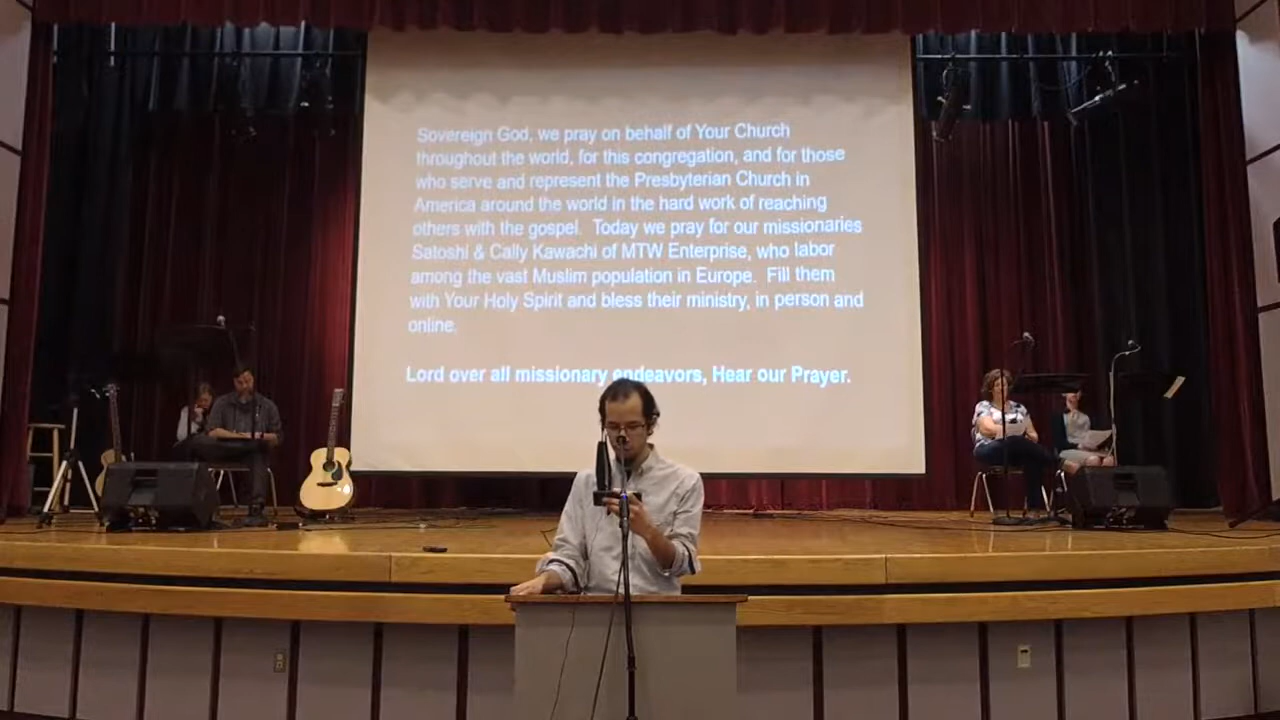 Sovereign God, we pray on behalf of Your Church
throughout the world, for this congregation, and for those
who serve and represent the Presbyterian Church in
America around the world in the hard work of reaching
others with the gospel. Today we pray for our missionaries
Satoshi & Cally Kawachi of MTW Enterprise, who labor
among the vast Muslim population in Europe. Fill them
with Your Holy Spirit and bless their ministry, in person and
online.
Lord over all missionary endeavors, Hear our Prayer.